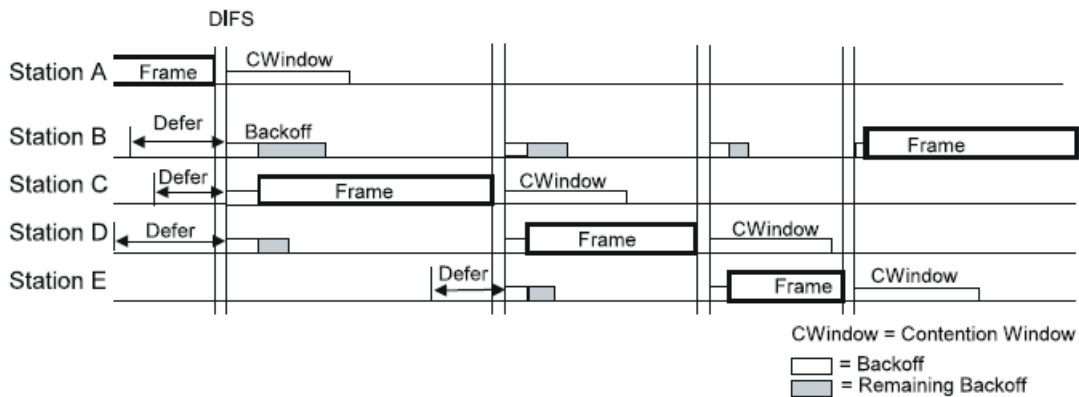 DIFS
Station A Frame CWindow
Station B Defer Backoff Frame
Station C Defer Frame CWindow
Station D Defer Frame CWindow
Station E Defer Frame CWindow
CWindow = Contention Window
= Backoff
= Remaining Backoff